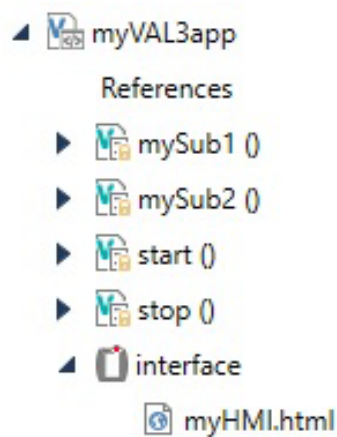 myVAL3app
References
mySub1 ()
mySub2 ()
start ()
stop ()
interface
myHMI.html